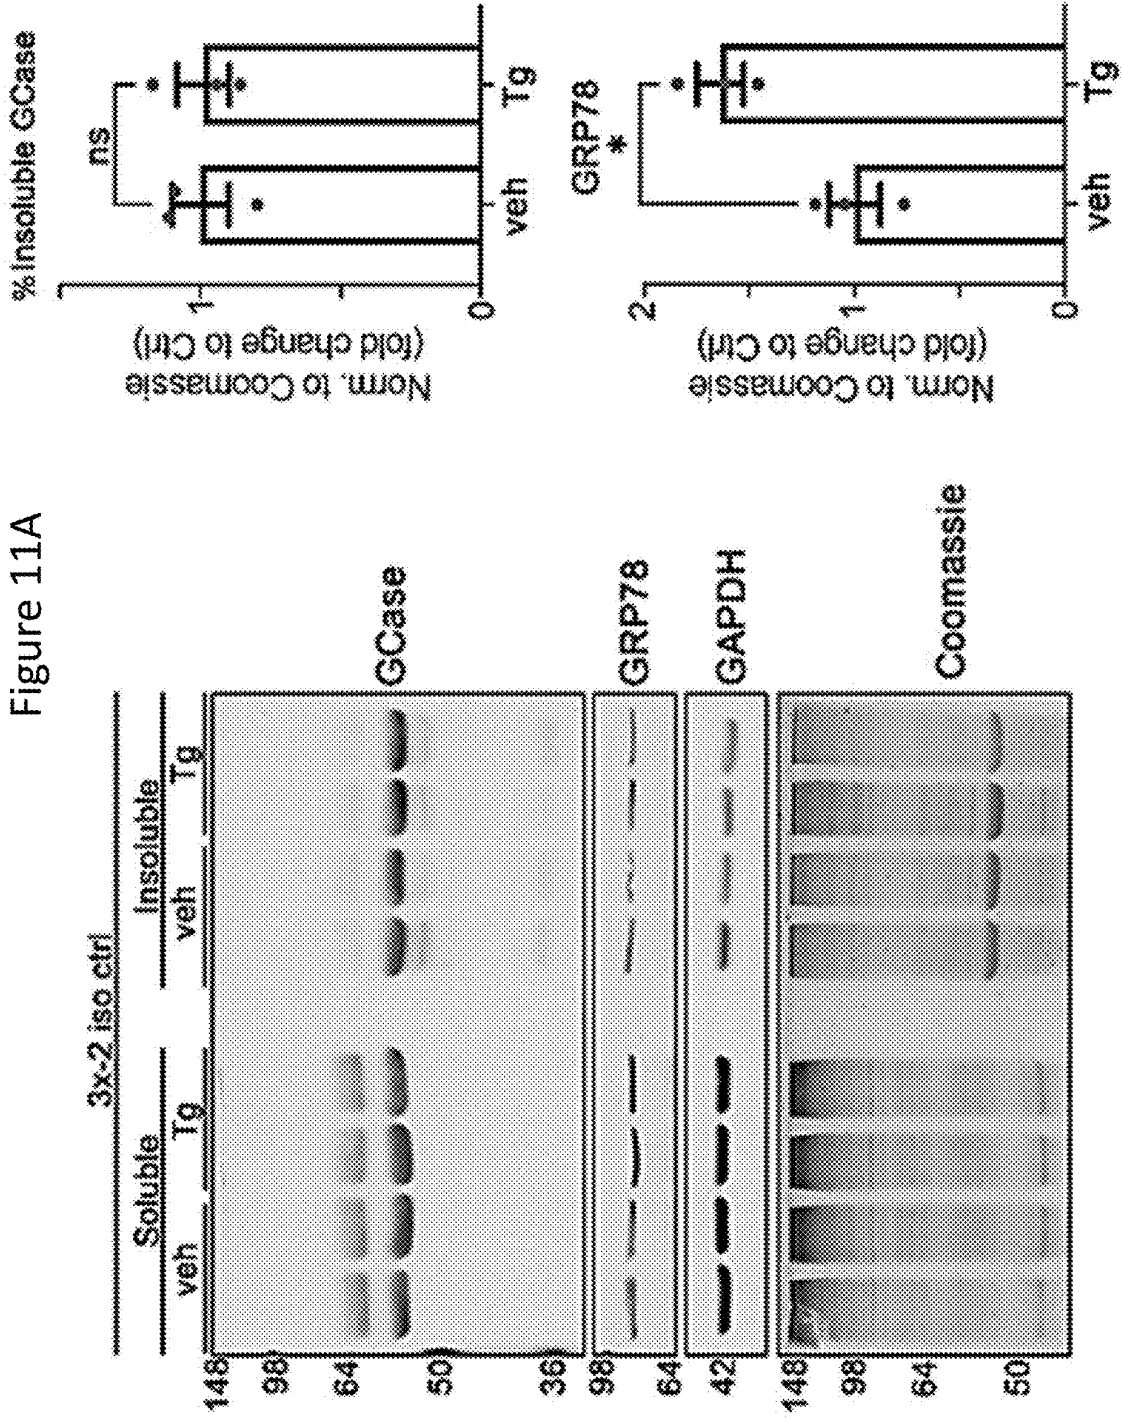 Figure 11A
3x-2 iso ctrl
Soluble
Insoluble
veh
Tg
veh
Tg
148
98
64
50
36
GCase
98
64
GRP78
42
GAPDH
148
98
64
50
Coomassie
%Insoluble GCase
ns
Norm. to Coomassie
(fold change to Ctrl)
1
0
veh
Tg
GRP78
*
Norm. to Coomassie
(fold change to Ctrl)
2
1
0
veh
Tg